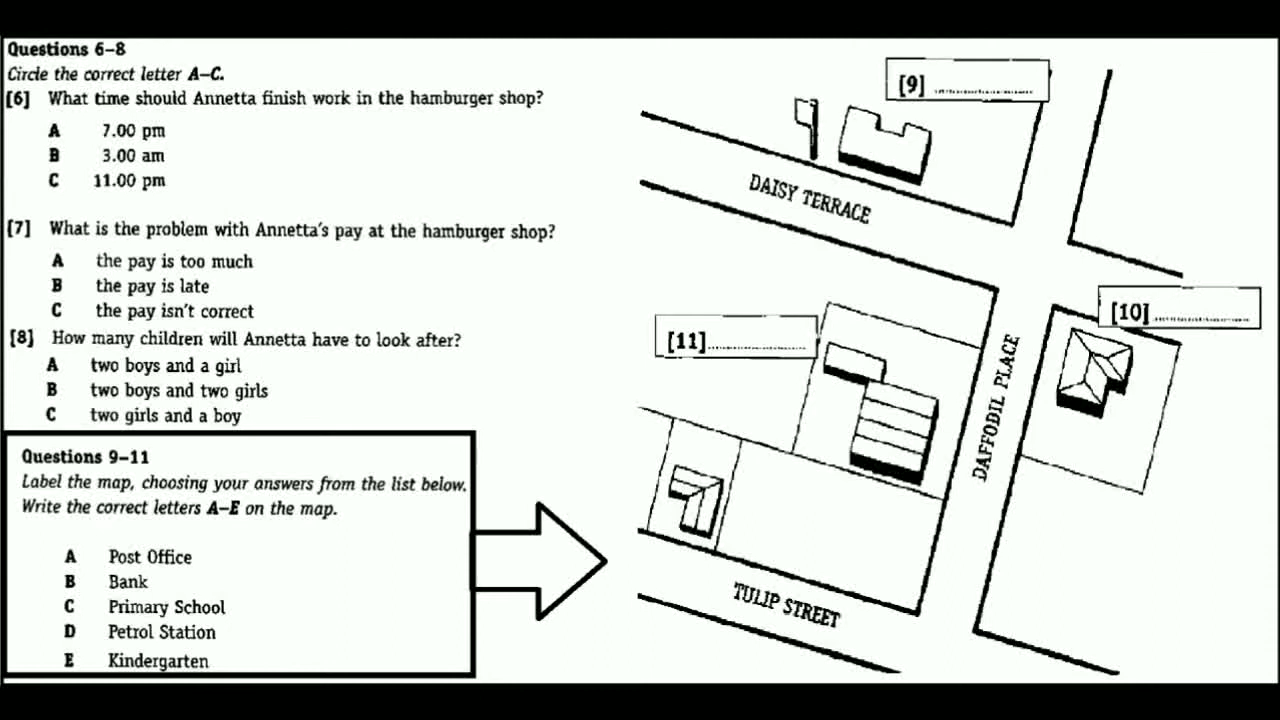 Questions 6–8
Circle the correct letter A–C.
[6] What time should Annetta finish work in the hamburger shop?
A 7.00 pm
B 3.00 am
C 11.00 pm
[7] What is the problem with Annetta's pay at the hamburger shop?
A the pay is too much
B the pay is late
C the pay isn't correct
[8] How many children will Annetta have to look after?
A two boys and a girl
B two boys and two girls
C two girls and a boy
Questions 9–11
Label the map, choosing your answers from the list below.
Write the correct letters A–E on the map.
A Post Office
B Bank
C Primary School
D Petrol Station
E Kindergarten
[9] ....................
DAISY TERRACE
[10] ....................
[11] ....................
DAFFODIL PLACE
TULIP STREET